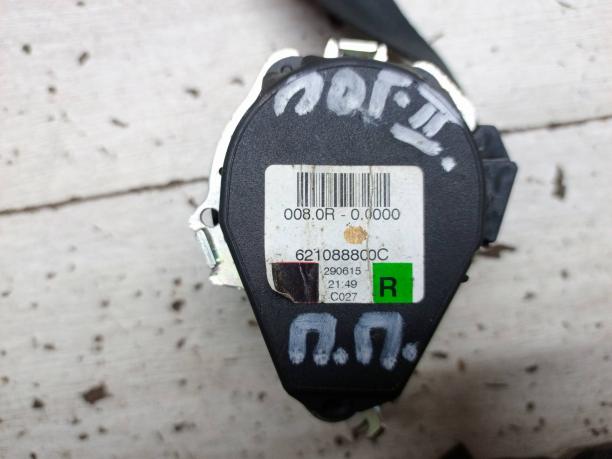 ЛОГ.II.
008.0R - 0.0000
621088800C
290615
21:49
C027
R
П.П.